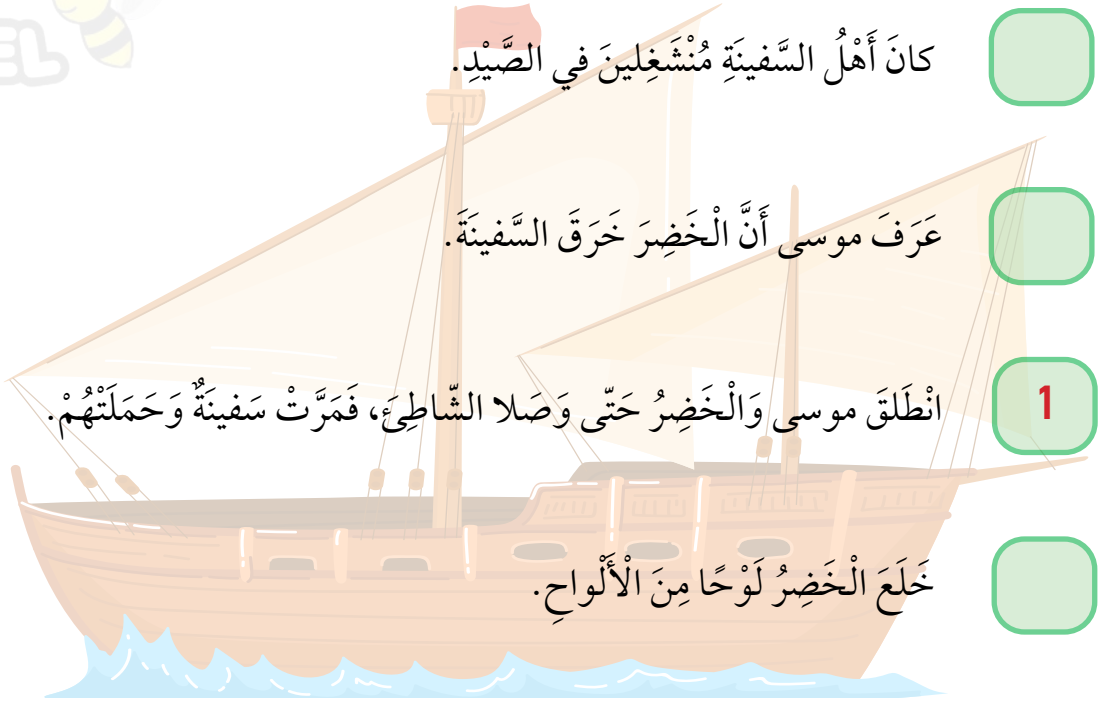 كانَ أَهْلُ السَّفينَةِ مُنْشَغِلينَ في الصَّيْدِ.
عَرَفَ موسى أَنَّ الْخَضِرَ خَرَقَ السَّفينَةَ.
1 انْطَلَقَ موسى وَالْخَضِرُ حَتّى وَصَلا الشّاطِئَ، فَمَرَّتْ سَفينَةٌ وَحَمَلَتْهُمْ.
خَلَعَ الْخَضِرُ لَوْحًا مِنَ الْأَلْواحِ.